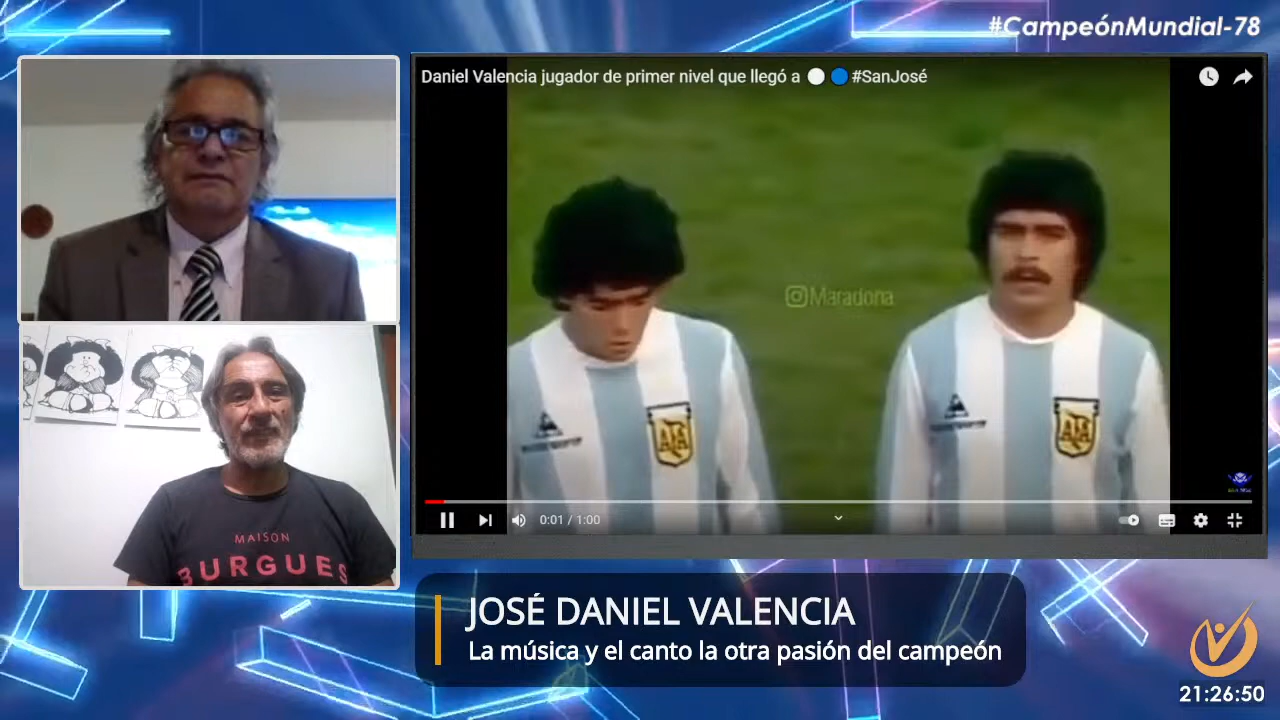 #CampeónMundial-78
Daniel Valencia jugador de primer nivel que llegó a ⚪🔵#SanJosé
Maradona
AFA
AFA
MAISON
BURGUES
0:01 / 1:00
JOSÉ DANIEL VALENCIA
La música y el canto la otra pasión del campeón
21:26:50